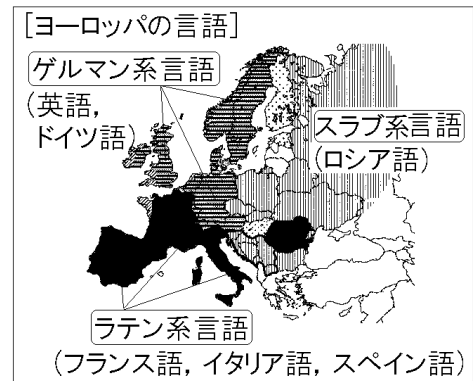 [ヨーロッパの言語]
ゲルマン系言語
(英語,
ドイツ語)
スラブ系言語
(ロシア語)
ラテン系言語
(フランス語, イタリア語, スペイン語)